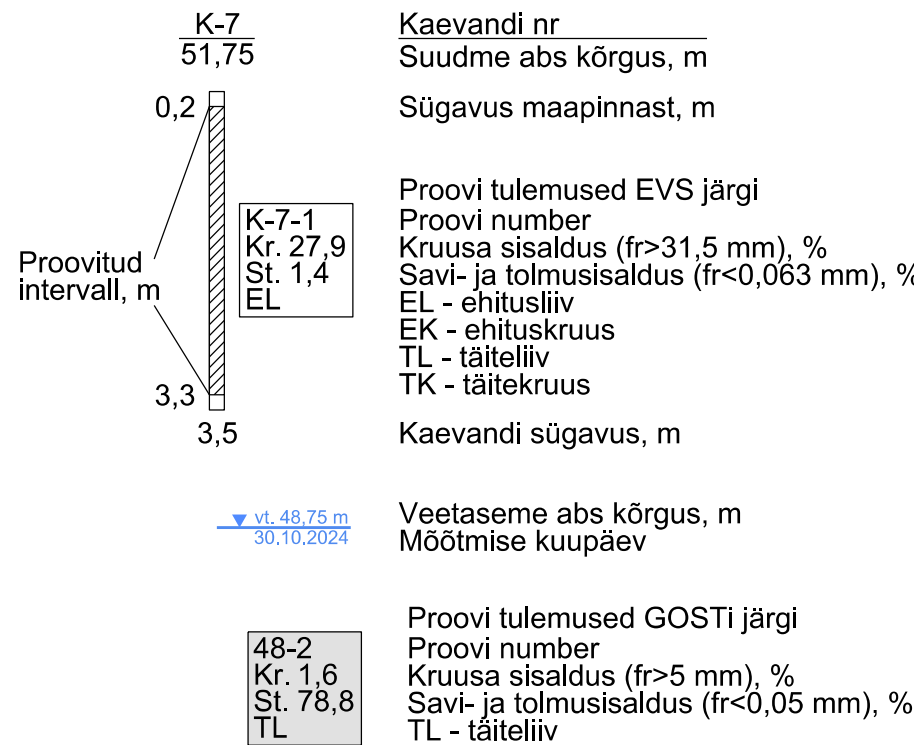 K-7 Kaevandi nr
51,75 Suudme abs kõrgus, m
0,2 Sügavus maapinnast, m
Proovitud
intervall, m
Proovi tulemused EVS järgi
K-7-1 Proovi number
Kr. 27,9 Kruusa sisaldus (fr>31,5 mm), %
St. 1,4 Savi- ja tolmusisaldus (fr<0,063 mm), %
EL EL - ehitusliiv
EK - ehituskruus
TL - täiteliiv
TK - täitekruus
3,3
3,5 Kaevandi sügavus, m
vt. 48,75 m Veetaseme abs kõrgus, m
30.10.2024 Mõõtmise kuupäev
Proovi tulemused GOSTi järgi
48-2 Proovi number
Kr. 1,6 Kruusa sisaldus (fr>5 mm), %
St. 78,8 Savi- ja tolmusisaldus (fr<0,05 mm), %
TL TL - täiteliiv